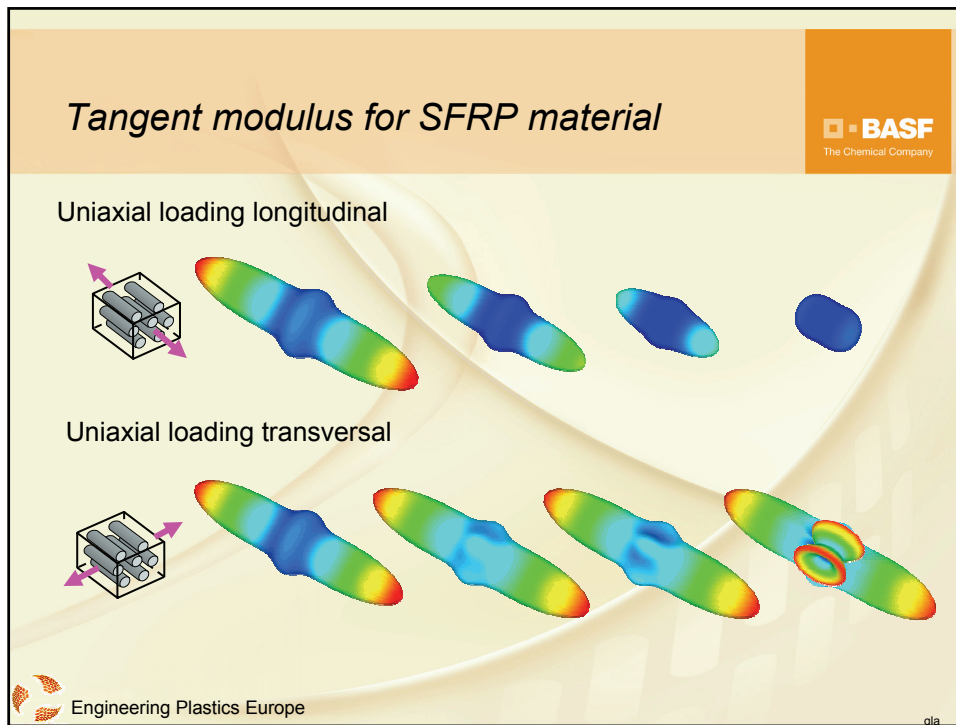 Tangent modulus for SFRP material
BASF
The Chemical Company
Uniaxial loading longitudinal
Uniaxial loading transversal
Engineering Plastics Europe
gla